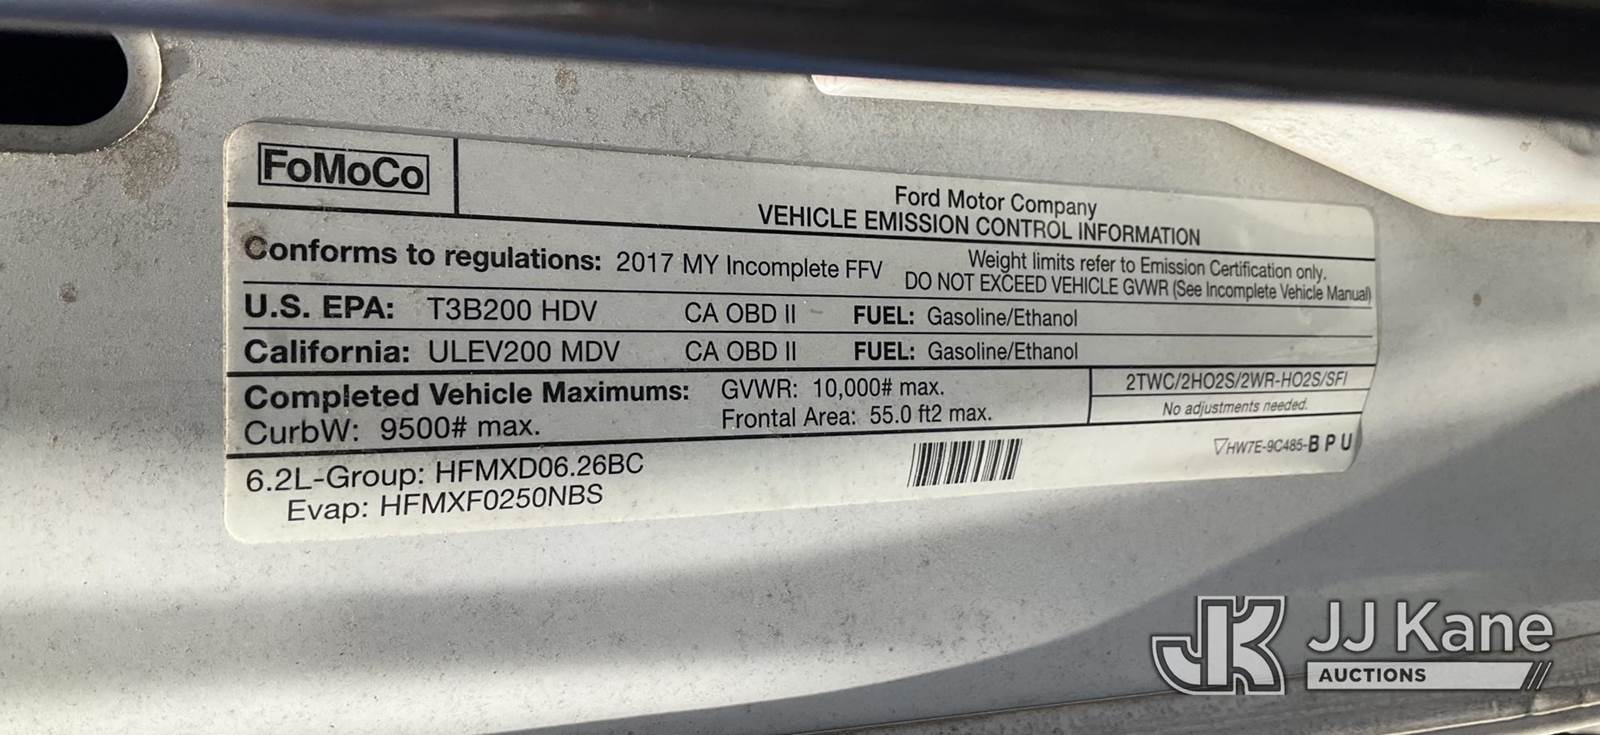 FoMoCo
Ford Motor Company
VEHICLE EMISSION CONTROL INFORMATION
Conforms to regulations: 2017 MY Incomplete FFV
Weight limits refer to Emission Certification only.
DO NOT EXCEED VEHICLE GVWR (See Incomplete Vehicle Manual)
U.S. EPA: T3B200 HDV CA OBD II FUEL: Gasoline/Ethanol
California: ULEV200 MDV CA OBD II FUEL: Gasoline/Ethanol
Completed Vehicle Maximums: GVWR: 10,000# max.
CurbW: 9500# max. Frontal Area: 55.0 ft2 max.
2TWC/2HO2S/2WR-HO2S/SFI
No adjustments needed.
6.2L-Group: HFMXD06.26BC
Evap: HFMXF0250NBS
HW7E-9C485-B P U
JK JJ Kane
AUCTIONS